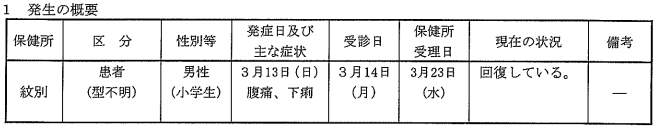 1　発生の概要
保健所　区　分　性別等　発症日及び主な症状　受診日　保健所受理日　現在の状況　備考
紋別　患者（型不明）　男性（小学生）　３月13日（日）腹痛、下痢　３月14日（月）　3月23日（水）　回復している。　―